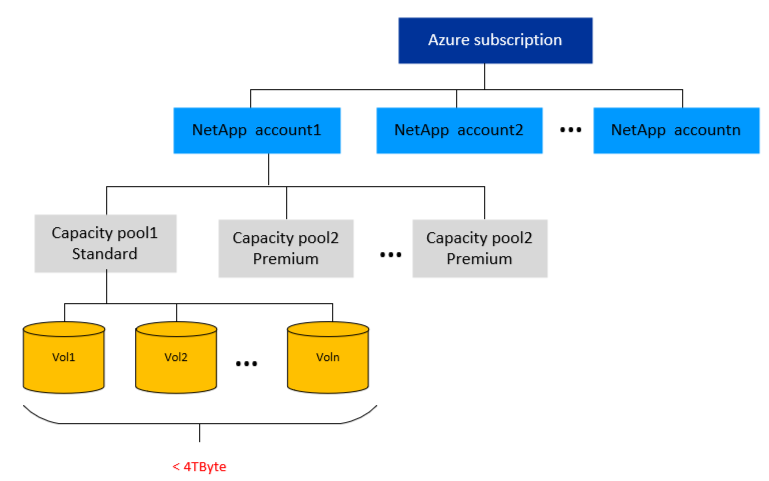 Azure subscription
NetApp account1
NetApp account2
...
NetApp accountn
Capacity pool1
Standard
Capacity pool2
Premium
...
Capacity pool2
Premium
Vol1
Vol2
...
Voln
< 4TByte